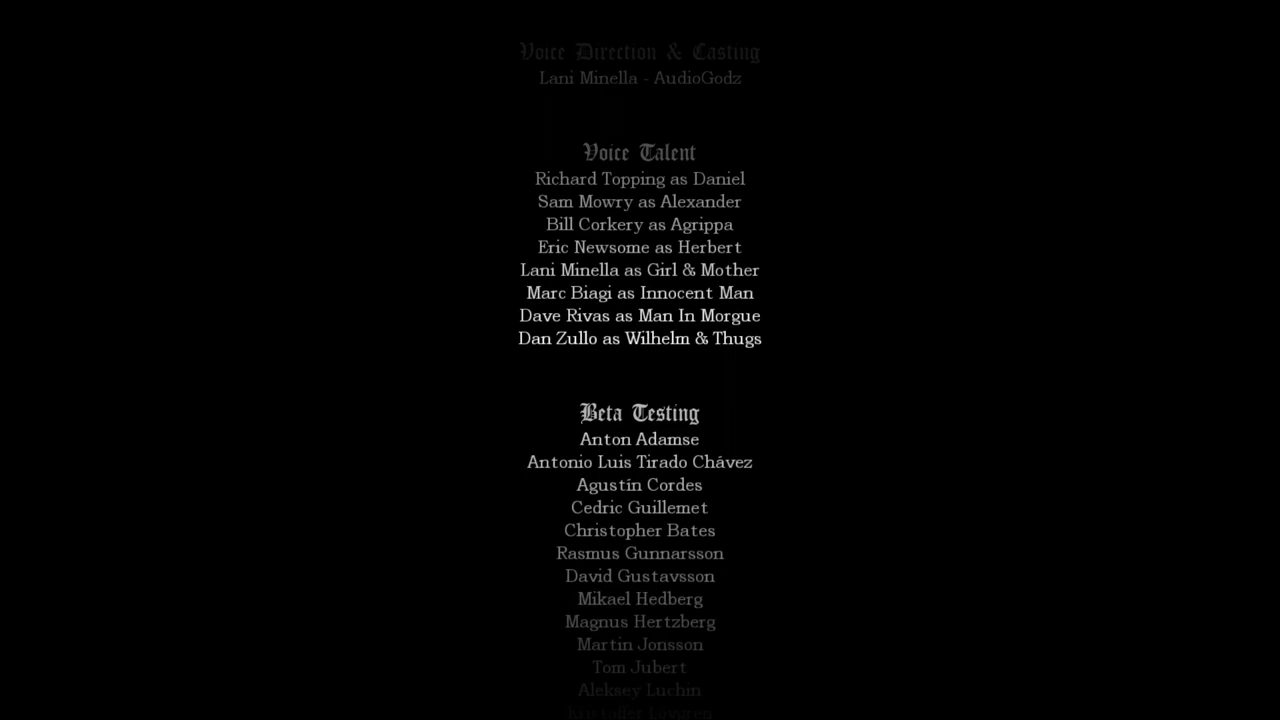 Voice Direction & Casting
Lani Minella - AudioGodz
Voice Talent
Richard Topping as Daniel
Sam Mowry as Alexander
Bill Corkery as Agrippa
Eric Newsome as Herbert
Lani Minella as Girl & Mother
Marc Biagi as Innocent Man
Dave Rivas as Man In Morgue
Dan Zullo as Wilhelm & Thugs
Beta Testing
Anton Adamse
Antonio Luis Tirado Chávez
Agustín Cordes
Cedric Guillemet
Christopher Bates
Rasmus Gunnarsson
David Gustavsson
Mikael Hedberg
Magnus Hertzberg
Martin Jonsson
Tom Jubert
Aleksey Luchin